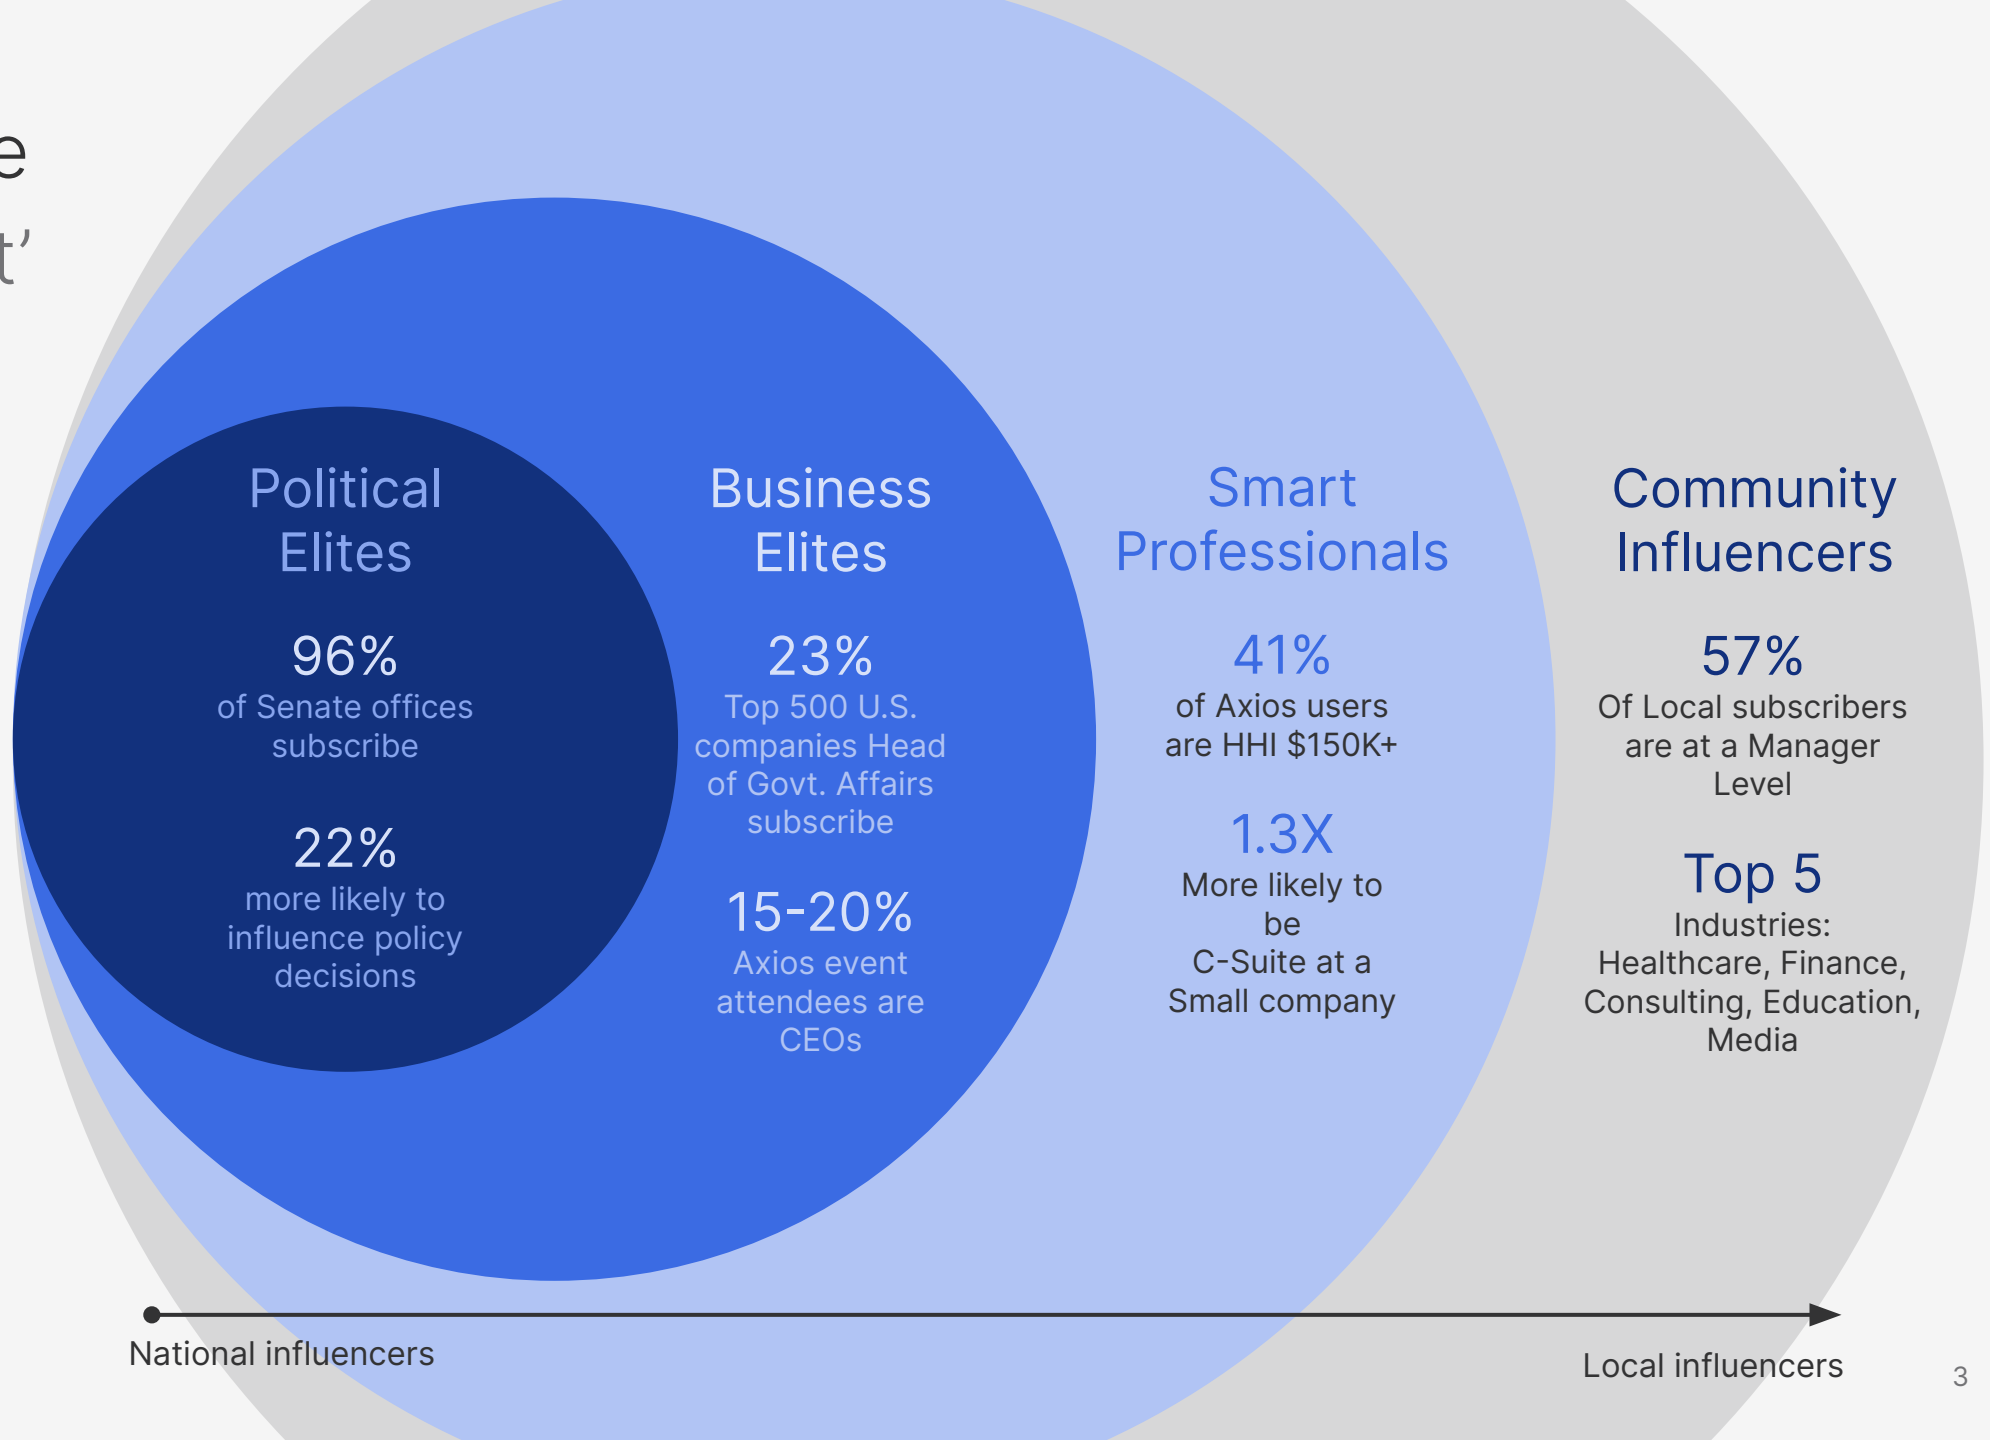 e
t’
Political
Elites
96%
of Senate offices
subscribe
22%
more likely to
influence policy
decisions
Business
Elites
23%
Top 500 U.S.
companies Head
of Govt. Affairs
subscribe
15-20%
Axios event
attendees are
CEOs
Smart
Professionals
41%
of Axios users
are HHI $150K+
1.3X
More likely to
be
C-Suite at a
Small company
Community
Influencers
57%
Of Local subscribers
are at a Manager
Level
Top 5
Industries:
Healthcare, Finance,
Consulting, Education,
Media
National influencers
Local influencers
3